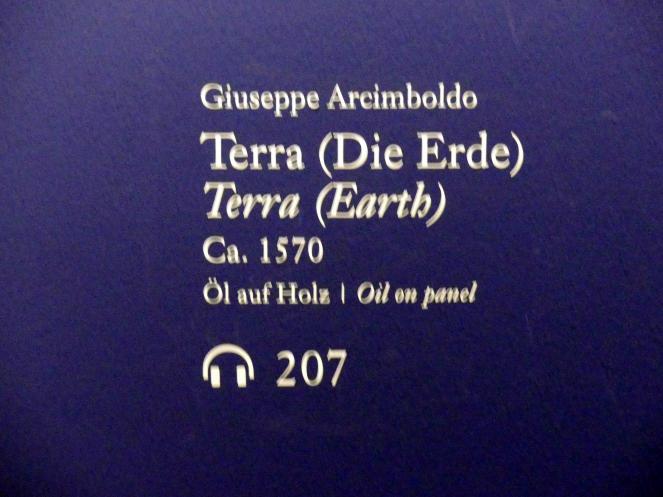 Giuseppe Arcimboldo
Terra (Die Erde)
Terra (Earth)
Ca. 1570
Öl auf Holz | Oil on panel
207